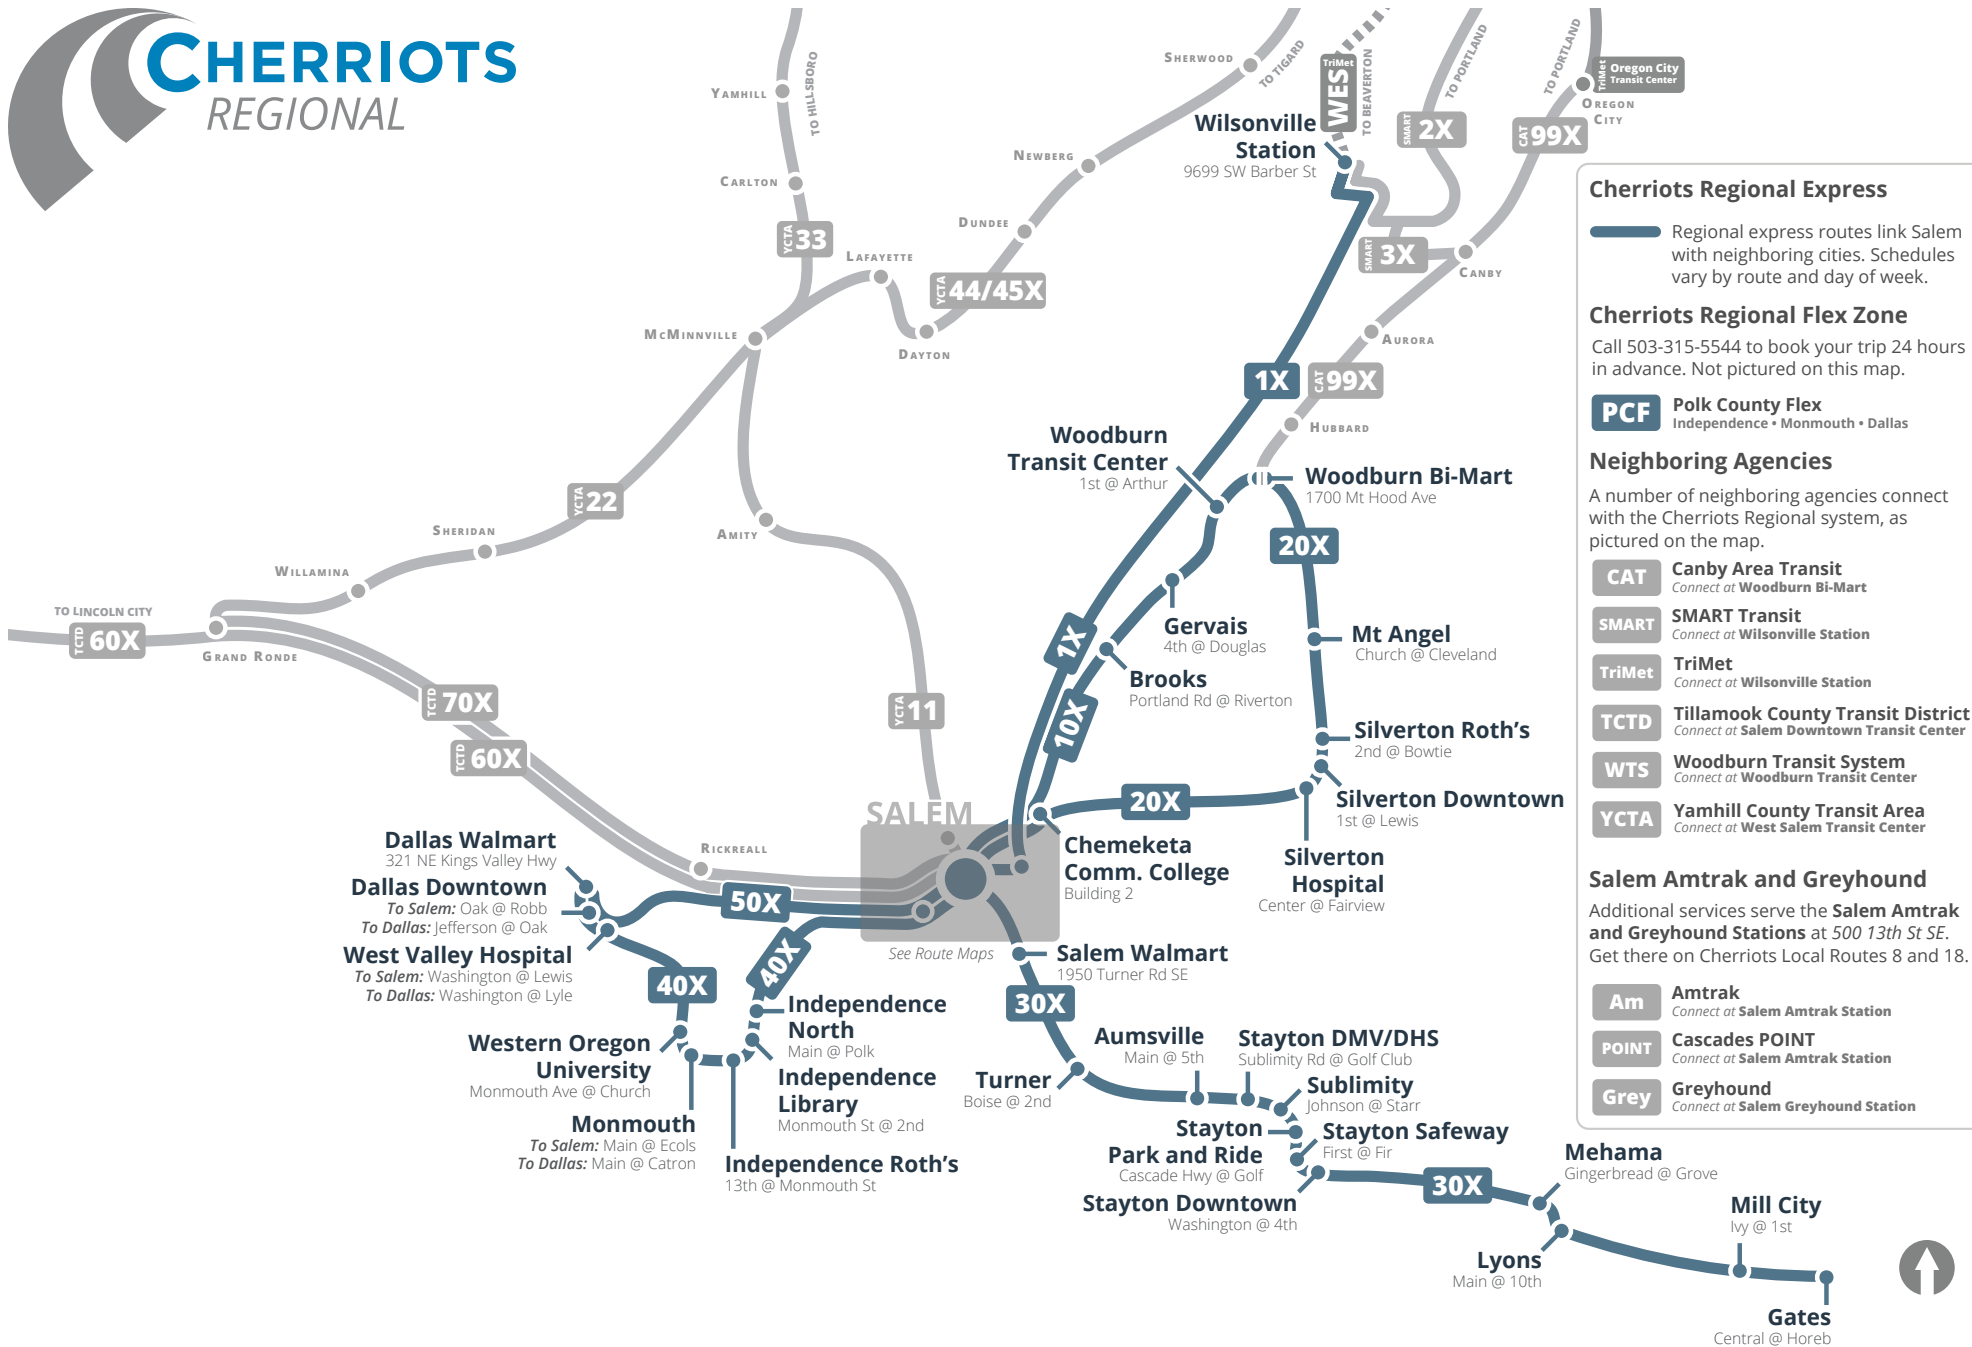 CHERRIOTS
REGIONAL
YAMHILL
TO HILLSBORO
CARLTON
YCTA 33
LAFAYETTE
YCTA 44/45X
DAYTON
DUNDEE
NEWBERG
SHERWOOD
TO TIGARD
MCMINNVILLE
YCTA 22
SHERIDAN
WILLAMINA
TO LINCOLN CITY
TCTD 60X
GRAND RONDE
TCTD 70X
TCTD 60X
AMITY
YCTA 11
RICKREALL
TriMet
WES
TO BEAVERTON
Wilsonville
Station
9699 SW Barber St
SMART 2X
TO PORTLAND
SMART 3X
TO PORTLAND
CAT 99X
TriMet
Oregon City
Transit Center
OREGON
CITY
CANBY
AURORA
1X
CAT 99X
HUBBARD
Woodburn
Transit Center
1st @ Arthur
Woodburn Bi-Mart
1700 Mt Hood Ave
20X
Gervais
4th @ Douglas
Mt Angel
Church @ Cleveland
1X
Brooks
Portland Rd @ Riverton
10X
Silverton Roth's
2nd @ Bowtie
20X
Silverton Downtown
1st @ Lewis
Silverton
Hospital
Center @ Fairview
SALEM
Chemeketa
Comm. College
Building 2
See Route Maps
Dallas Walmart
321 NE Kings Valley Hwy
Dallas Downtown
To Salem: Oak @ Robb
To Dallas: Jefferson @ Oak
West Valley Hospital
To Salem: Washington @ Lewis
To Dallas: Washington @ Lyle
50X
40X
40X
Western Oregon
University
Monmouth Ave @ Church
Monmouth
To Salem: Main @ Ecols
To Dallas: Main @ Catron
Independence
North
Main @ Polk
Independence
Library
Monmouth St @ 2nd
Independence Roth's
13th @ Monmouth St
Salem Walmart
1950 Turner Rd SE
30X
Turner
Boise @ 2nd
Aumsville
Main @ 5th
Stayton DMV/DHS
Sublimity Rd @ Golf Club
Sublimity
Johnson @ Starr
Stayton
Park and Ride
Cascade Hwy @ Golf
Stayton Safeway
First @ Fir
Stayton Downtown
Washington @ 4th
30X
Mehama
Gingerbread @ Grove
Lyons
Main @ 10th
Mill City
Ivy @ 1st
Gates
Central @ Horeb
Cherriots Regional Express
Regional express routes link Salem
with neighboring cities. Schedules
vary by route and day of week.
Cherriots Regional Flex Zone
Call 503-315-5544 to book your trip 24 hours
in advance. Not pictured on this map.
PCF
Polk County Flex
Independence • Monmouth • Dallas
Neighboring Agencies
A number of neighboring agencies connect
with the Cherriots Regional system, as
pictured on the map.
CAT
Canby Area Transit
Connect at Woodburn Bi-Mart
SMART
SMART Transit
Connect at Wilsonville Station
TriMet
TriMet
Connect at Wilsonville Station
TCTD
Tillamook County Transit District
Connect at Salem Downtown Transit Center
WTS
Woodburn Transit System
Connect at Woodburn Transit Center
YCTA
Yamhill County Transit Area
Connect at West Salem Transit Center
Salem Amtrak and Greyhound
Additional services serve the Salem Amtrak
and Greyhound Stations at 500 13th St SE.
Get there on Cherriots Local Routes 8 and 18.
Am
Amtrak
Connect at Salem Amtrak Station
POINT
Cascades POINT
Connect at Salem Amtrak Station
Grey
Greyhound
Connect at Salem Greyhound Station